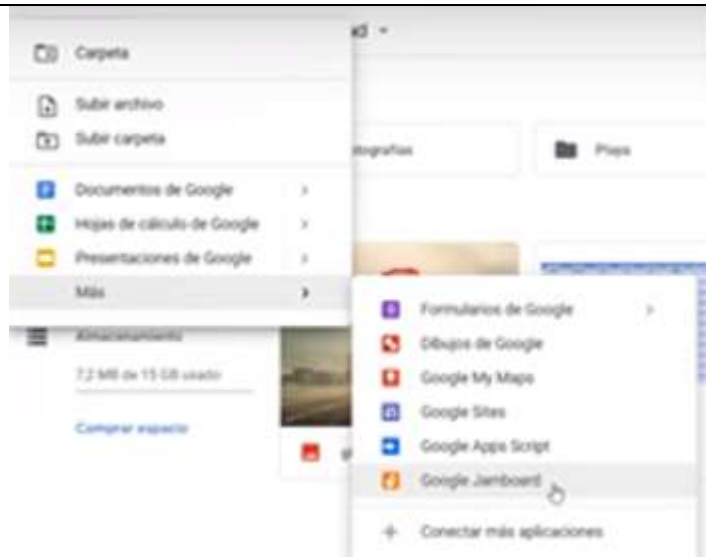 Carpeta
Subir archivo
Subir carpeta
Documentos de Google
Hojas de cálculo de Google
Presentaciones de Google
Más
Almacenamiento
7,2 MB de 15 GB usado
Comprar espacio
Playa
Formularios de Google
Dibujos de Google
Google My Maps
Google Sites
Google Apps Script
Google Jamboard
Conectar más aplicaciones